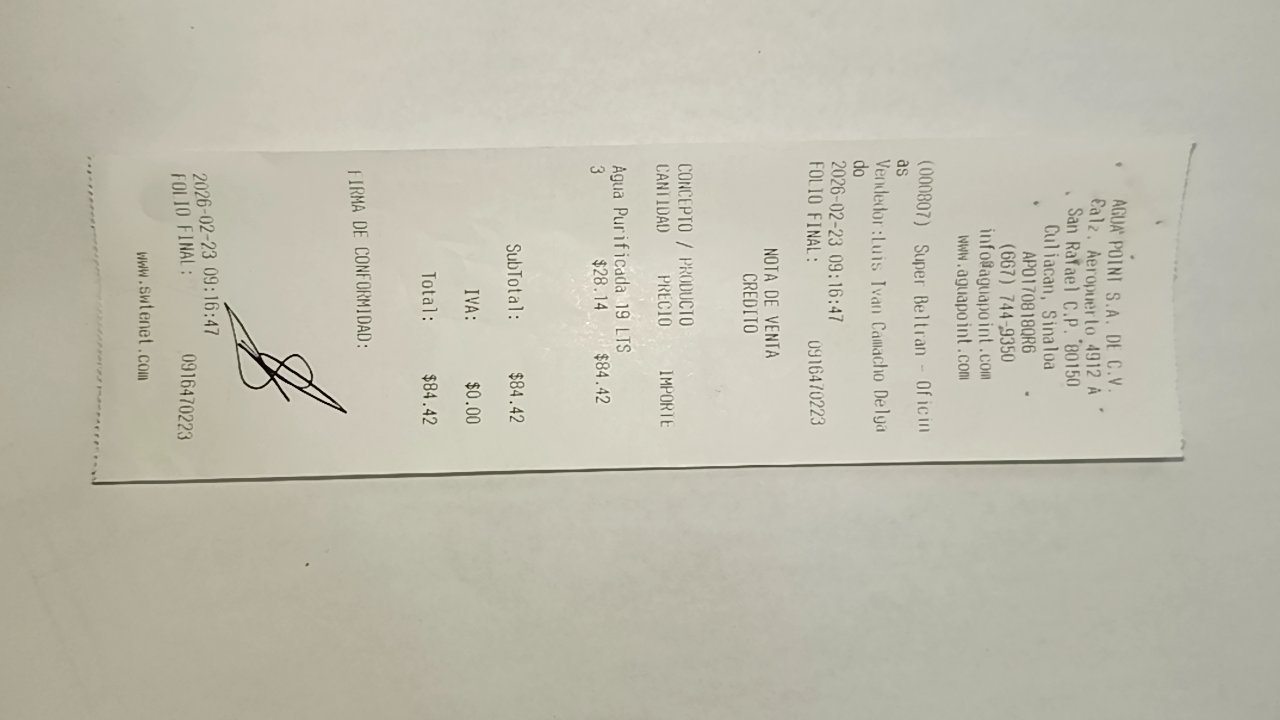 AGUA POINT S.A. DE C.V.
Calz. Aeropuerto 4912 A
San Rafael C.P. 80150
Culiacan, Sinaloa
APO170818QR6
(667) 744-9350
info@aguapoint.com
www.aguapoint.com
(000807) Super Beltran - Oficin
as
Vendedor:Luis Ivan Camacho Delga
do
2026-02-23 09:16:47
FOLIO FINAL: 0916470223
NOTA DE VENTA
CREDITO
CONCEPTO / PRODUCTO
CANTIDAD PRECIO IMPORTE
Agua Purificada 19 LTS
3 $28.14 $84.42
SubTotal: $84.42
IVA: $0.00
Total: $84.42
FIRMA DE CONFORMIDAD:
2026-02-23 09:16:47
FOLIO FINAL: 0916470223
www.swtenet.com